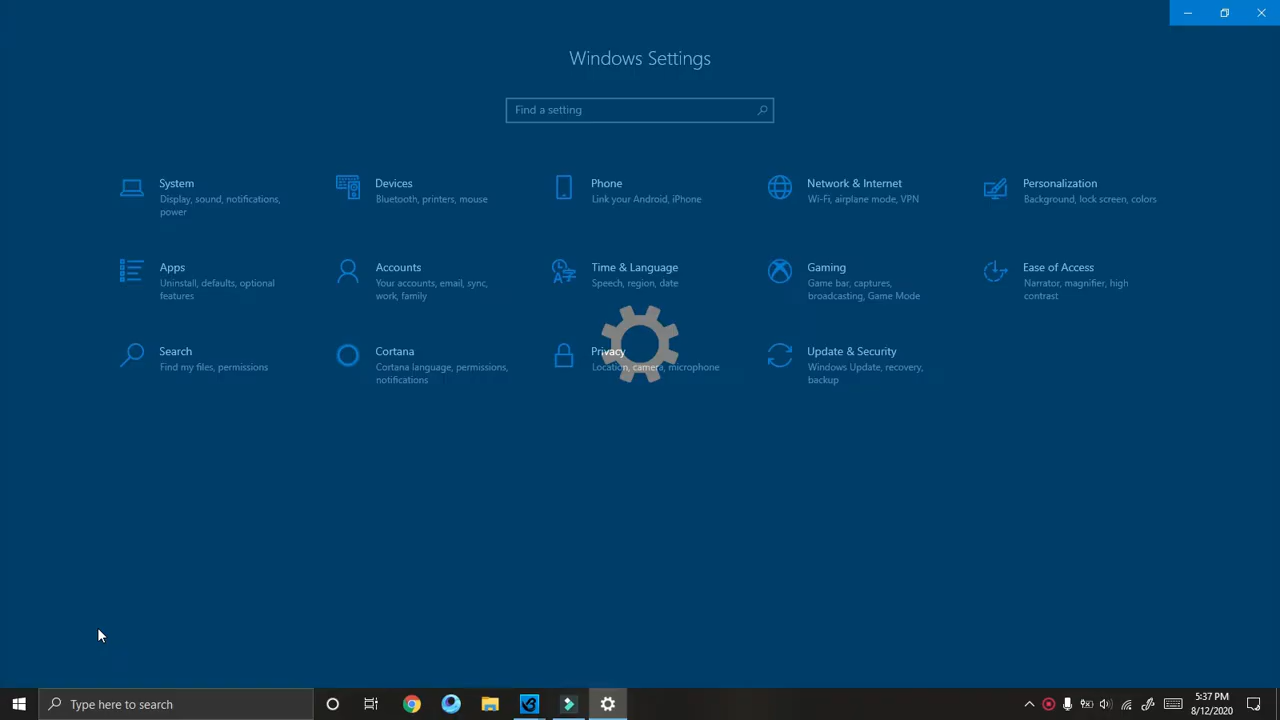 Windows Settings
Find a setting
System
Display, sound, notifications,
power
Devices
Bluetooth, printers, mouse
Phone
Link your Android, iPhone
Network & Internet
Wi-Fi, airplane mode, VPN
Personalization
Background, lock screen, colors
Apps
Uninstall, defaults, optional
features
Accounts
Your accounts, email, sync,
work, family
Time & Language
Speech, region, date
Gaming
Game bar, captures,
broadcasting, Game Mode
Ease of Access
Narrator, magnifier, high
contrast
Search
Find my files, permissions
Cortana
Cortana language, permissions,
notifications
Privacy
Location, camera, microphone
Update & Security
Windows Update, recovery,
backup
Type here to search
5:37 PM
8/12/2020